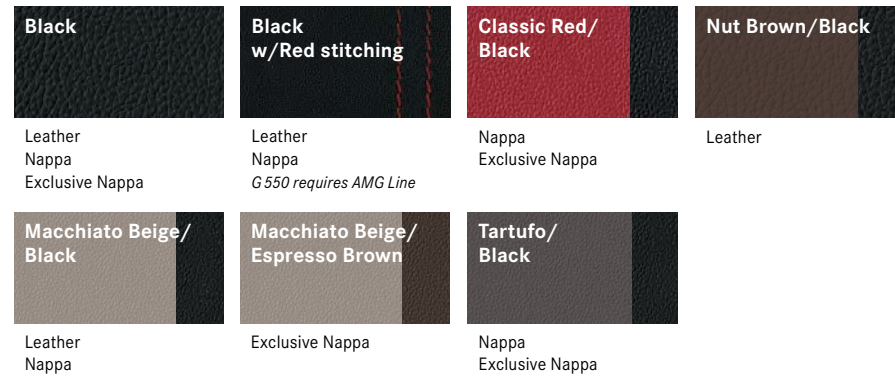 Black
Leather
Nappa
Exclusive Nappa
Black
w/Red stitching
Leather
Nappa
G 550 requires AMG Line
Classic Red/
Black
Nappa
Exclusive Nappa
Nut Brown/Black
Leather
Macchiato Beige/
Black
Leather
Nappa
Macchiato Beige/
Espresso Brown
Exclusive Nappa
Tartufo/
Black
Nappa
Exclusive Nappa